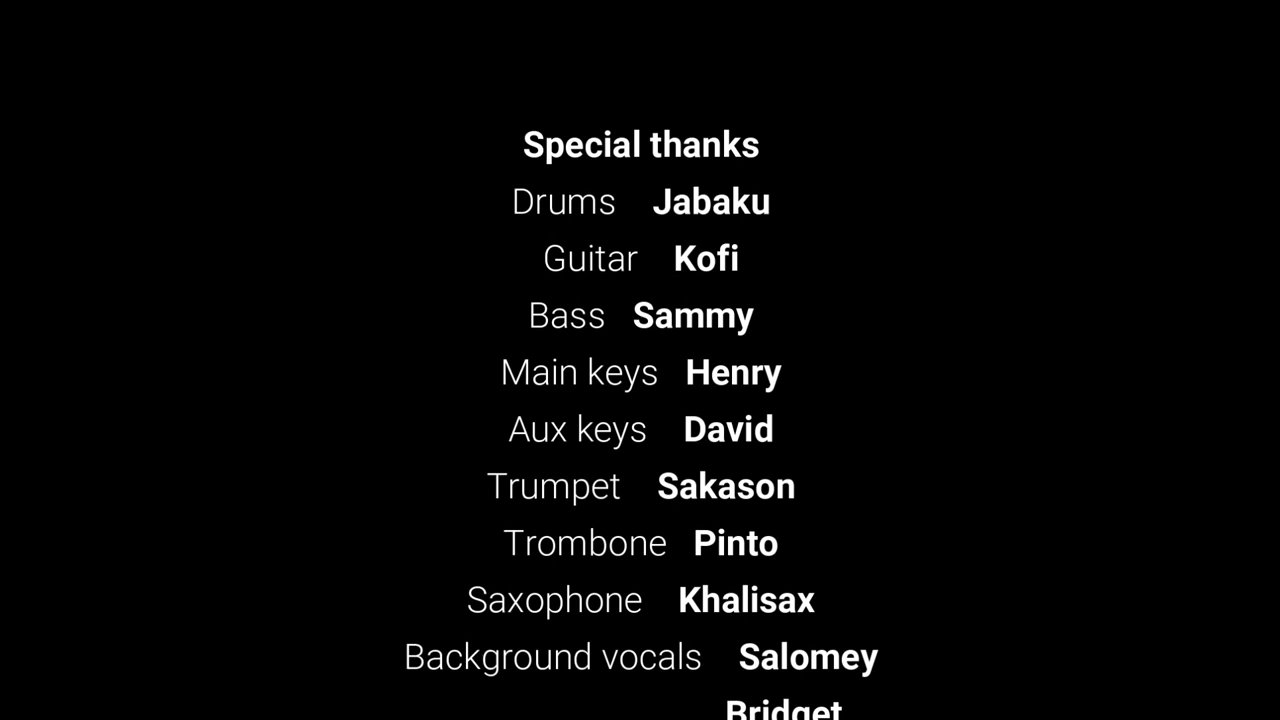 Special thanks
Drums Jabaku
Guitar Kofi
Bass Sammy
Main keys Henry
Aux keys David
Trumpet Sakason
Trombone Pinto
Saxophone Khalisax
Background vocals Salomey
Bridget